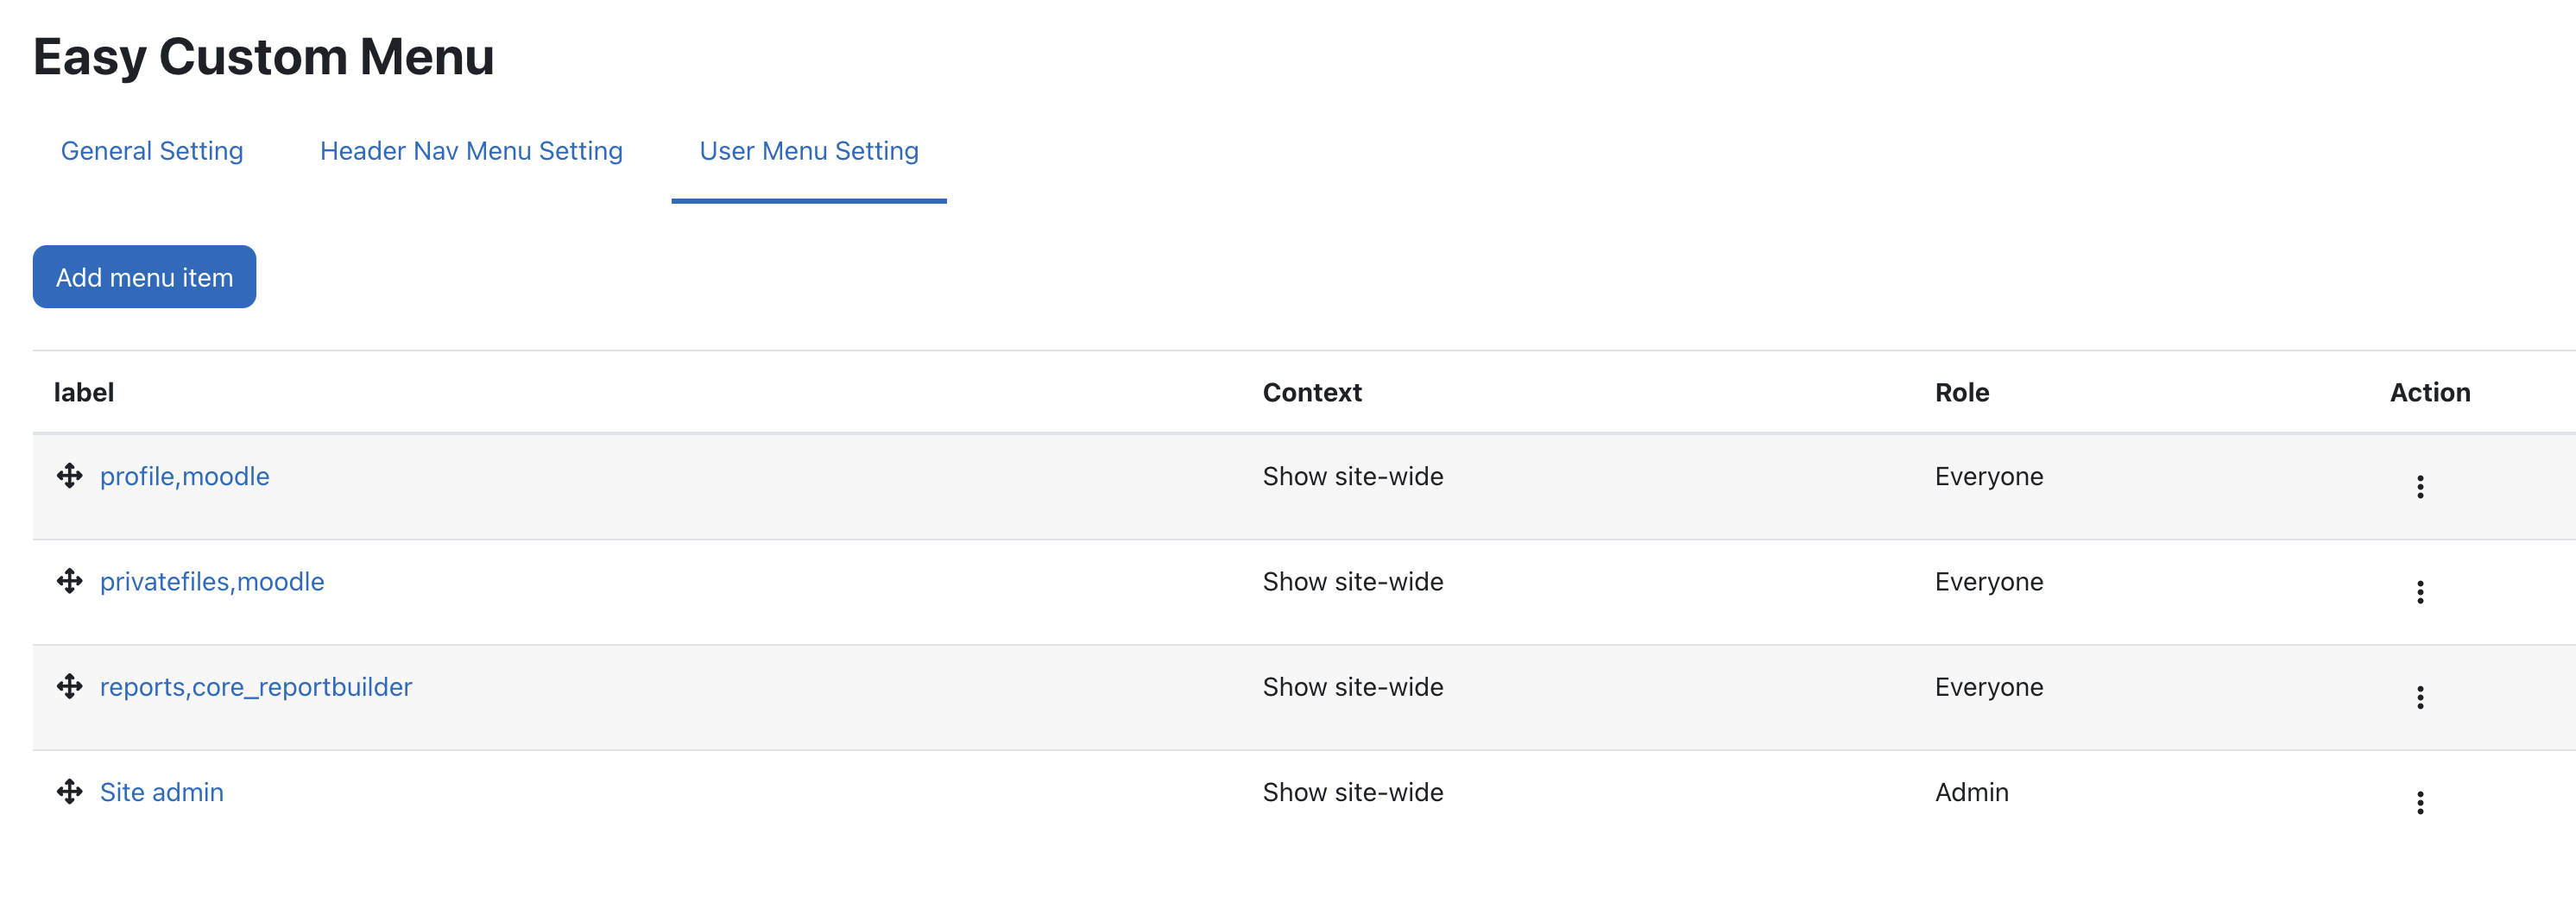 Easy Custom Menu
General Setting Header Nav Menu Setting User Menu Setting
Add menu item
label Context Role Action
profile,moodle Show site-wide Everyone
privatefiles,moodle Show site-wide Everyone
reports,core_reportbuilder Show site-wide Everyone
Site admin Show site-wide Admin